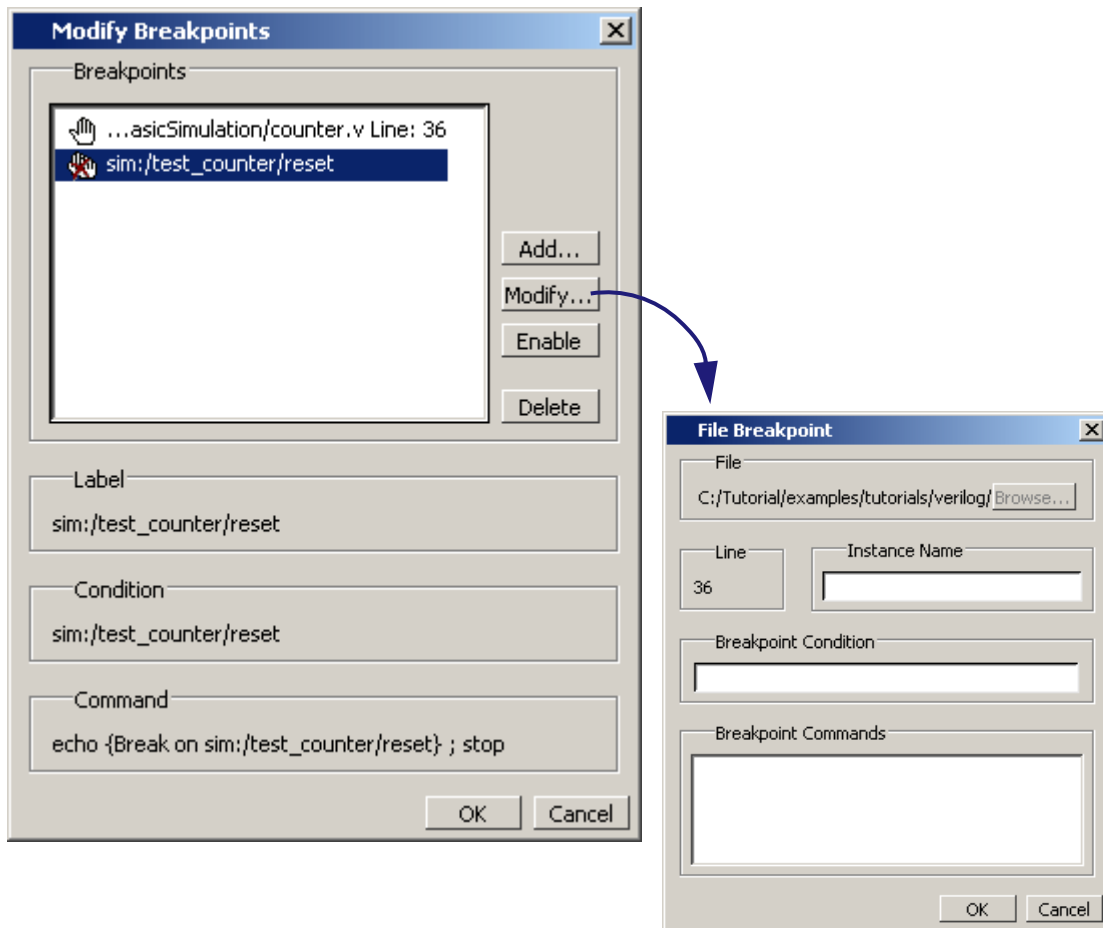 Modify Breakpoints
Breakpoints
...asicSimulation/counter.v Line: 36
sim:/test_counter/reset
Add...
Modify...
Enable
Delete
Label
sim:/test_counter/reset
Condition
sim:/test_counter/reset
Command
echo {Break on sim:/test_counter/reset} ; stop
OK
Cancel
File Breakpoint
File
C:/Tutorial/examples/tutorials/verilog/ Browse...
Line
36
Instance Name
Breakpoint Condition
Breakpoint Commands
OK
Cancel